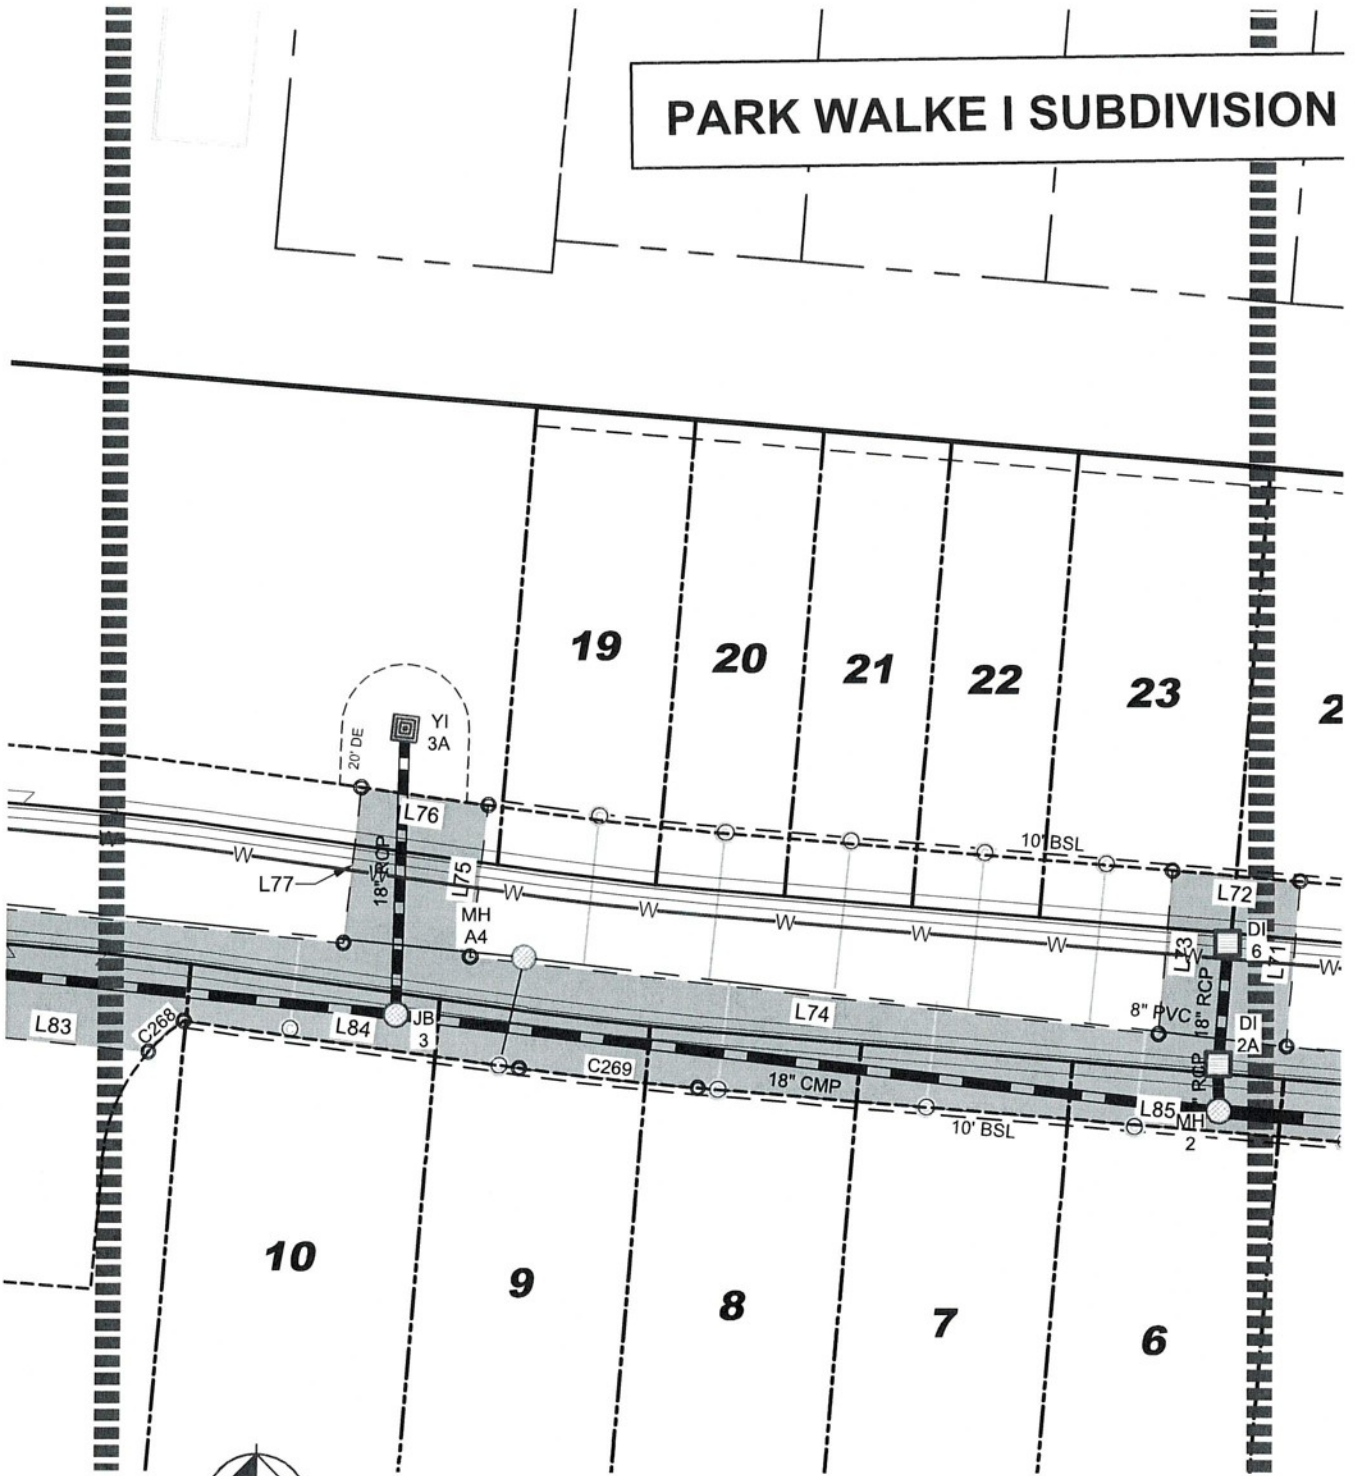 PARK WALKE I SUBDIVISION
19
20
21
22
23
2
YI
3A
20' DE
L76
18" RCP
L75
L77
W
W
W
W
W
W
W
W
W
10' BSL
L72
MH
A4
DI
6
L73
L71
18" RCP
L74
8" PVC
DI
2A
L83
C268
L84
JB
3
C269
18" CMP
RCP
L85
MH
2
10' BSL
10
9
8
7
6